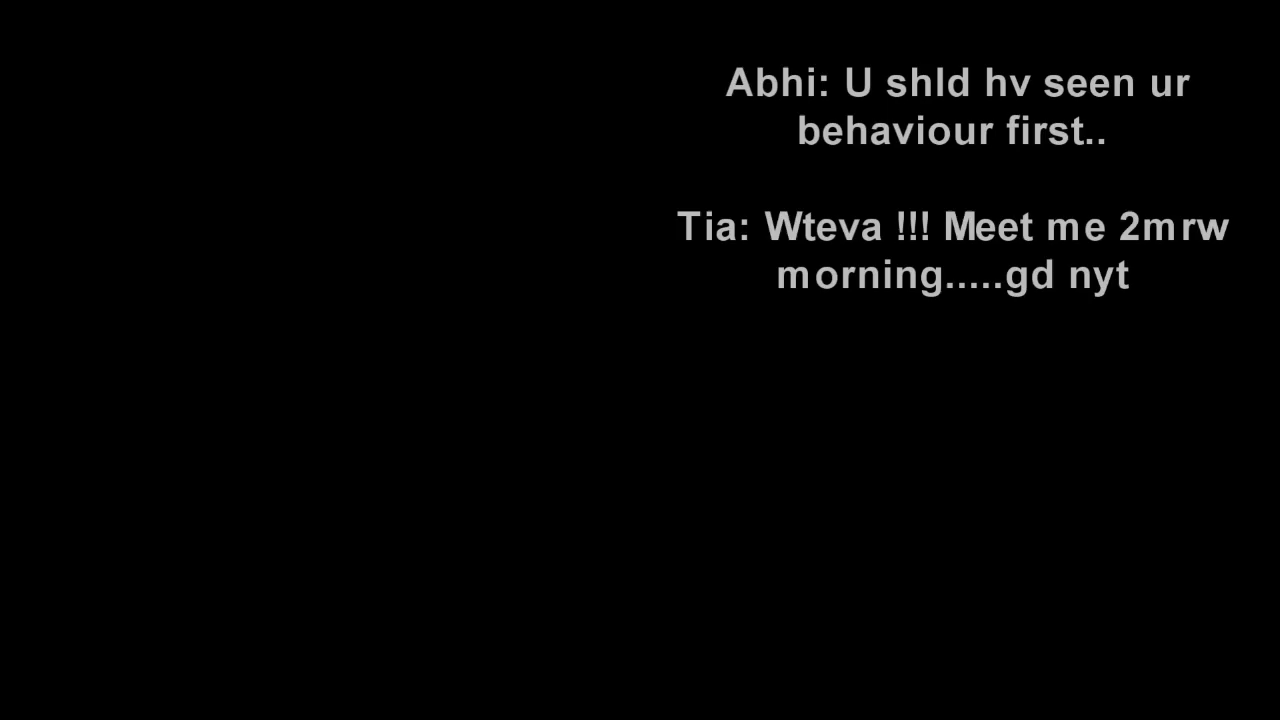 Abhi: U shld hv seen ur
behaviour first..
Tia: Wteva !!! Meet me 2mrw
morning.....gd nyt